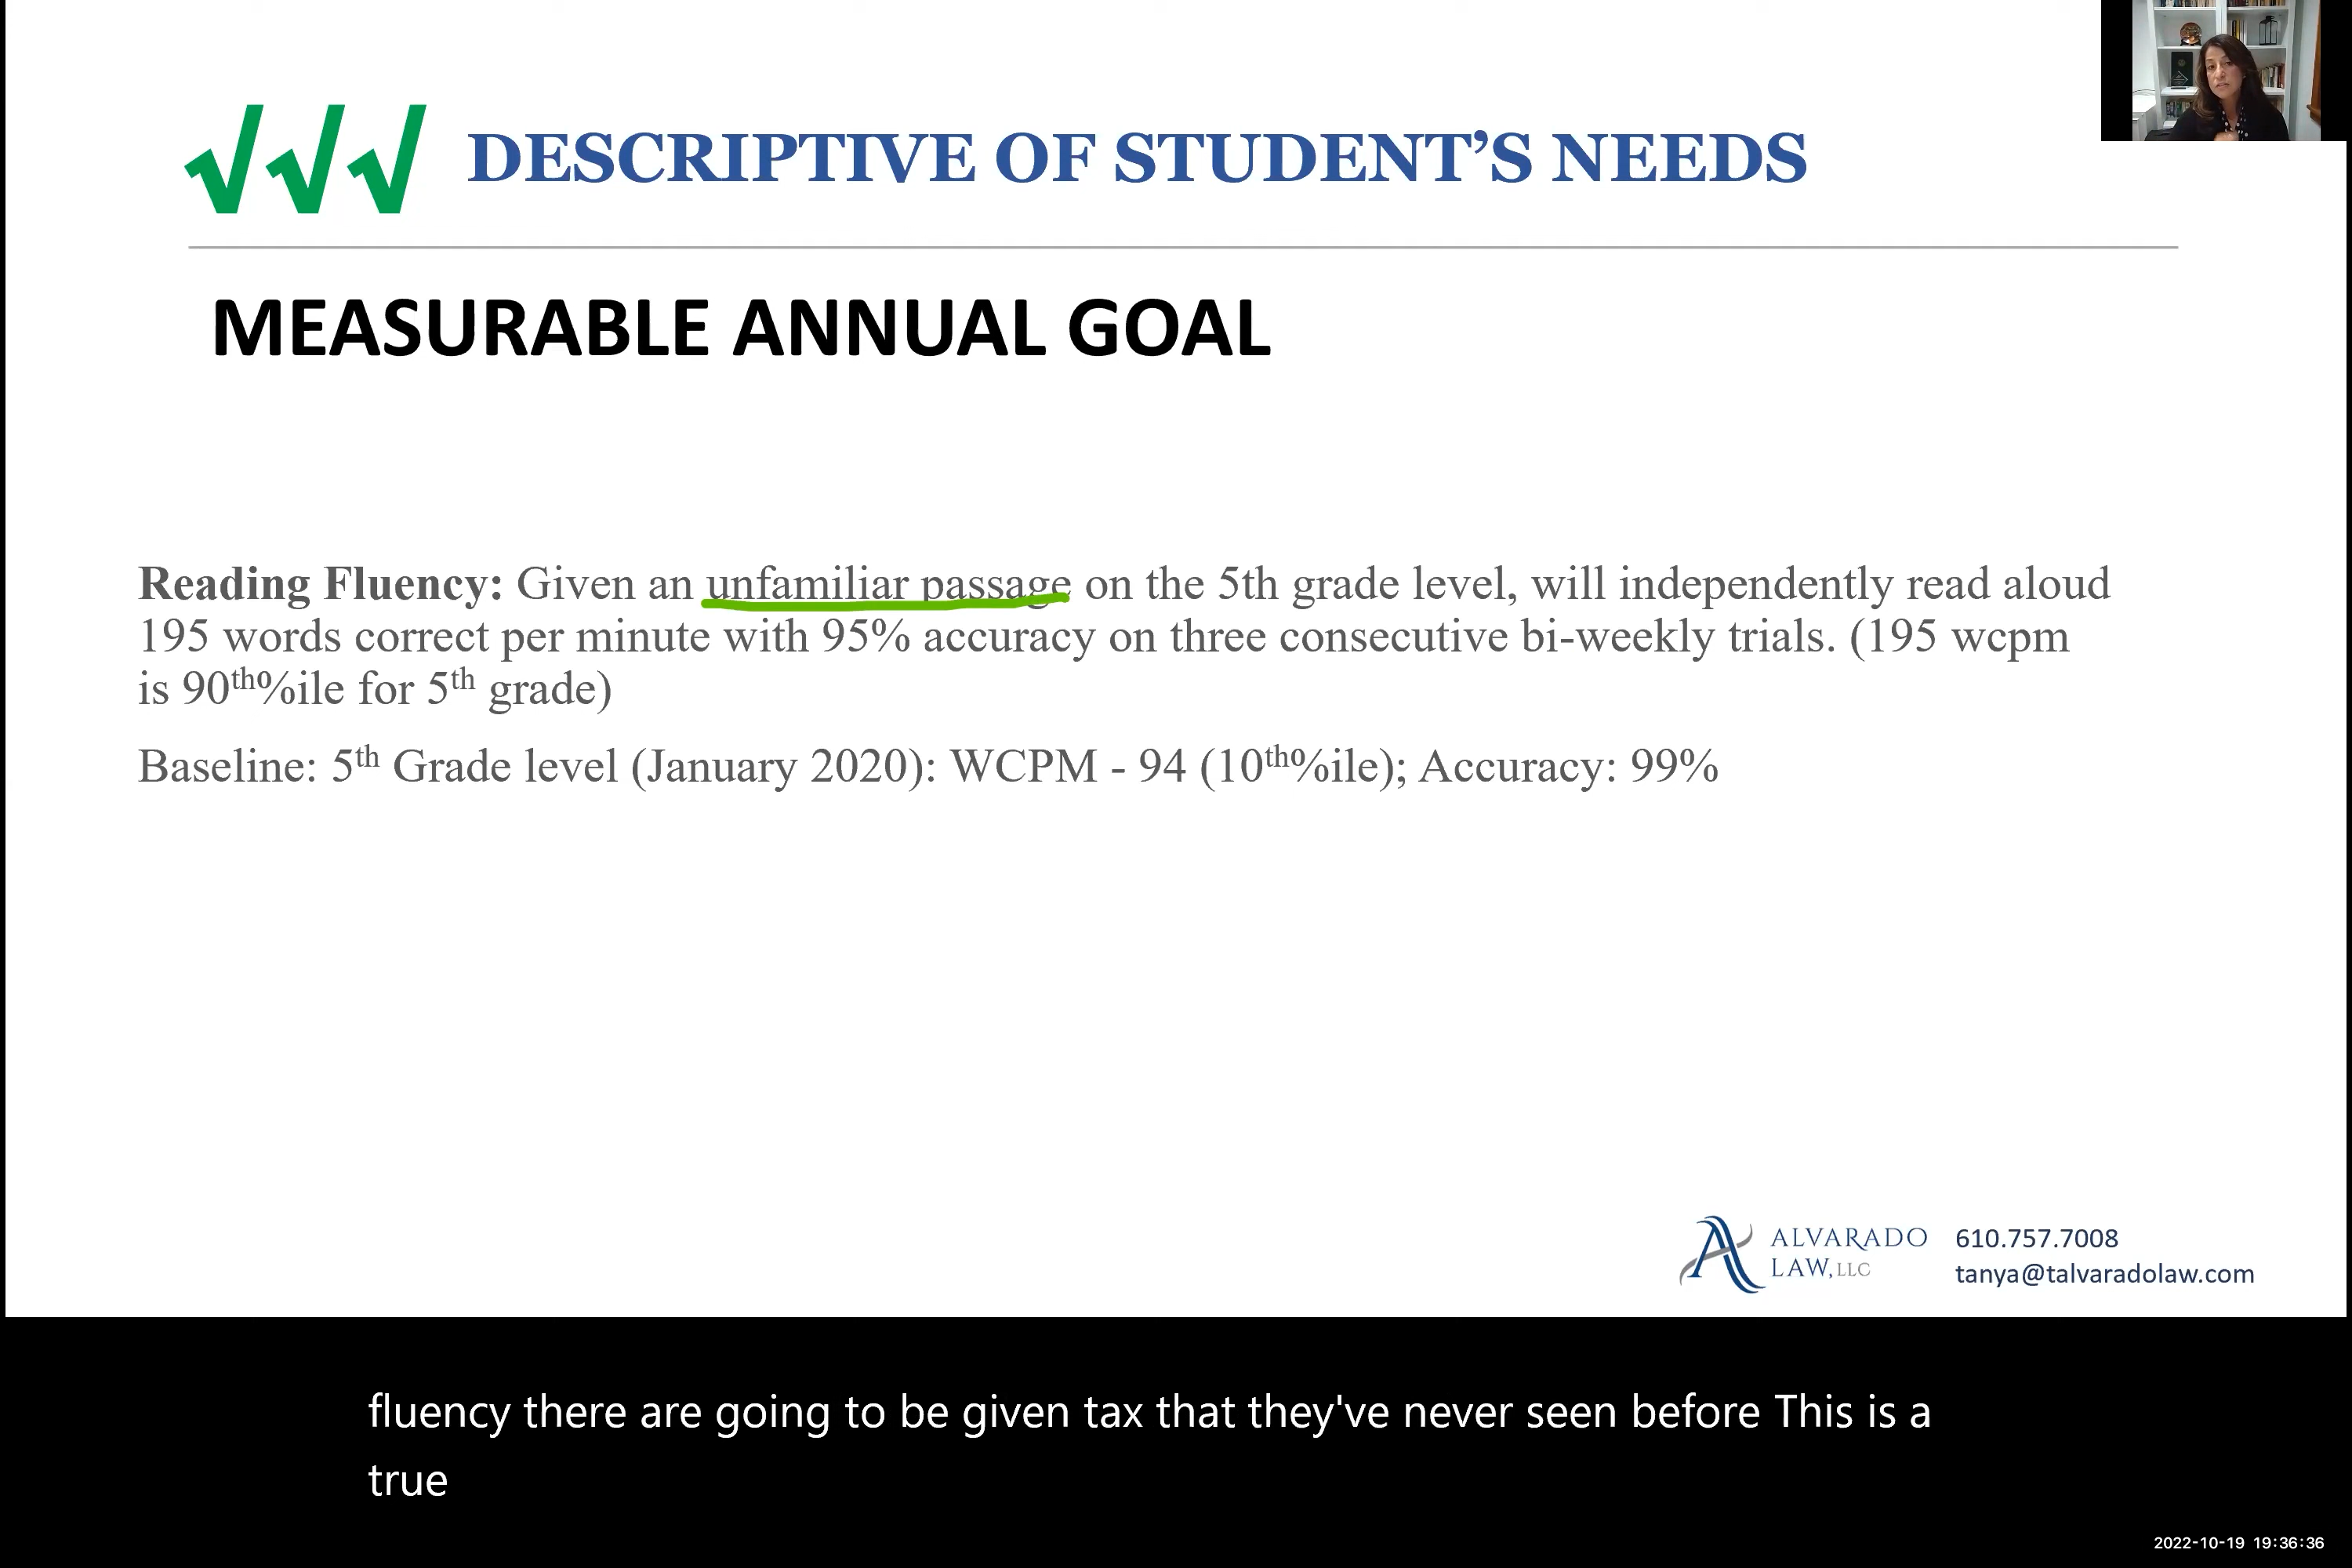 √√√ DESCRIPTIVE OF STUDENT’S NEEDS
MEASURABLE ANNUAL GOAL
Reading Fluency: Given an unfamiliar passage on the 5th grade level, will independently read aloud
195 words correct per minute with 95% accuracy on three consecutive bi-weekly trials. (195 wcpm
is 90th%ile for 5th grade)
Baseline: 5th Grade level (January 2020): WCPM - 94 (10th%ile); Accuracy: 99%
ALVARADO
LAW, LLC
610.757.7008
tanya@talvaradolaw.com
fluency there are going to be given tax that they've never seen before This is a
true
2022-10-19 19:36:36